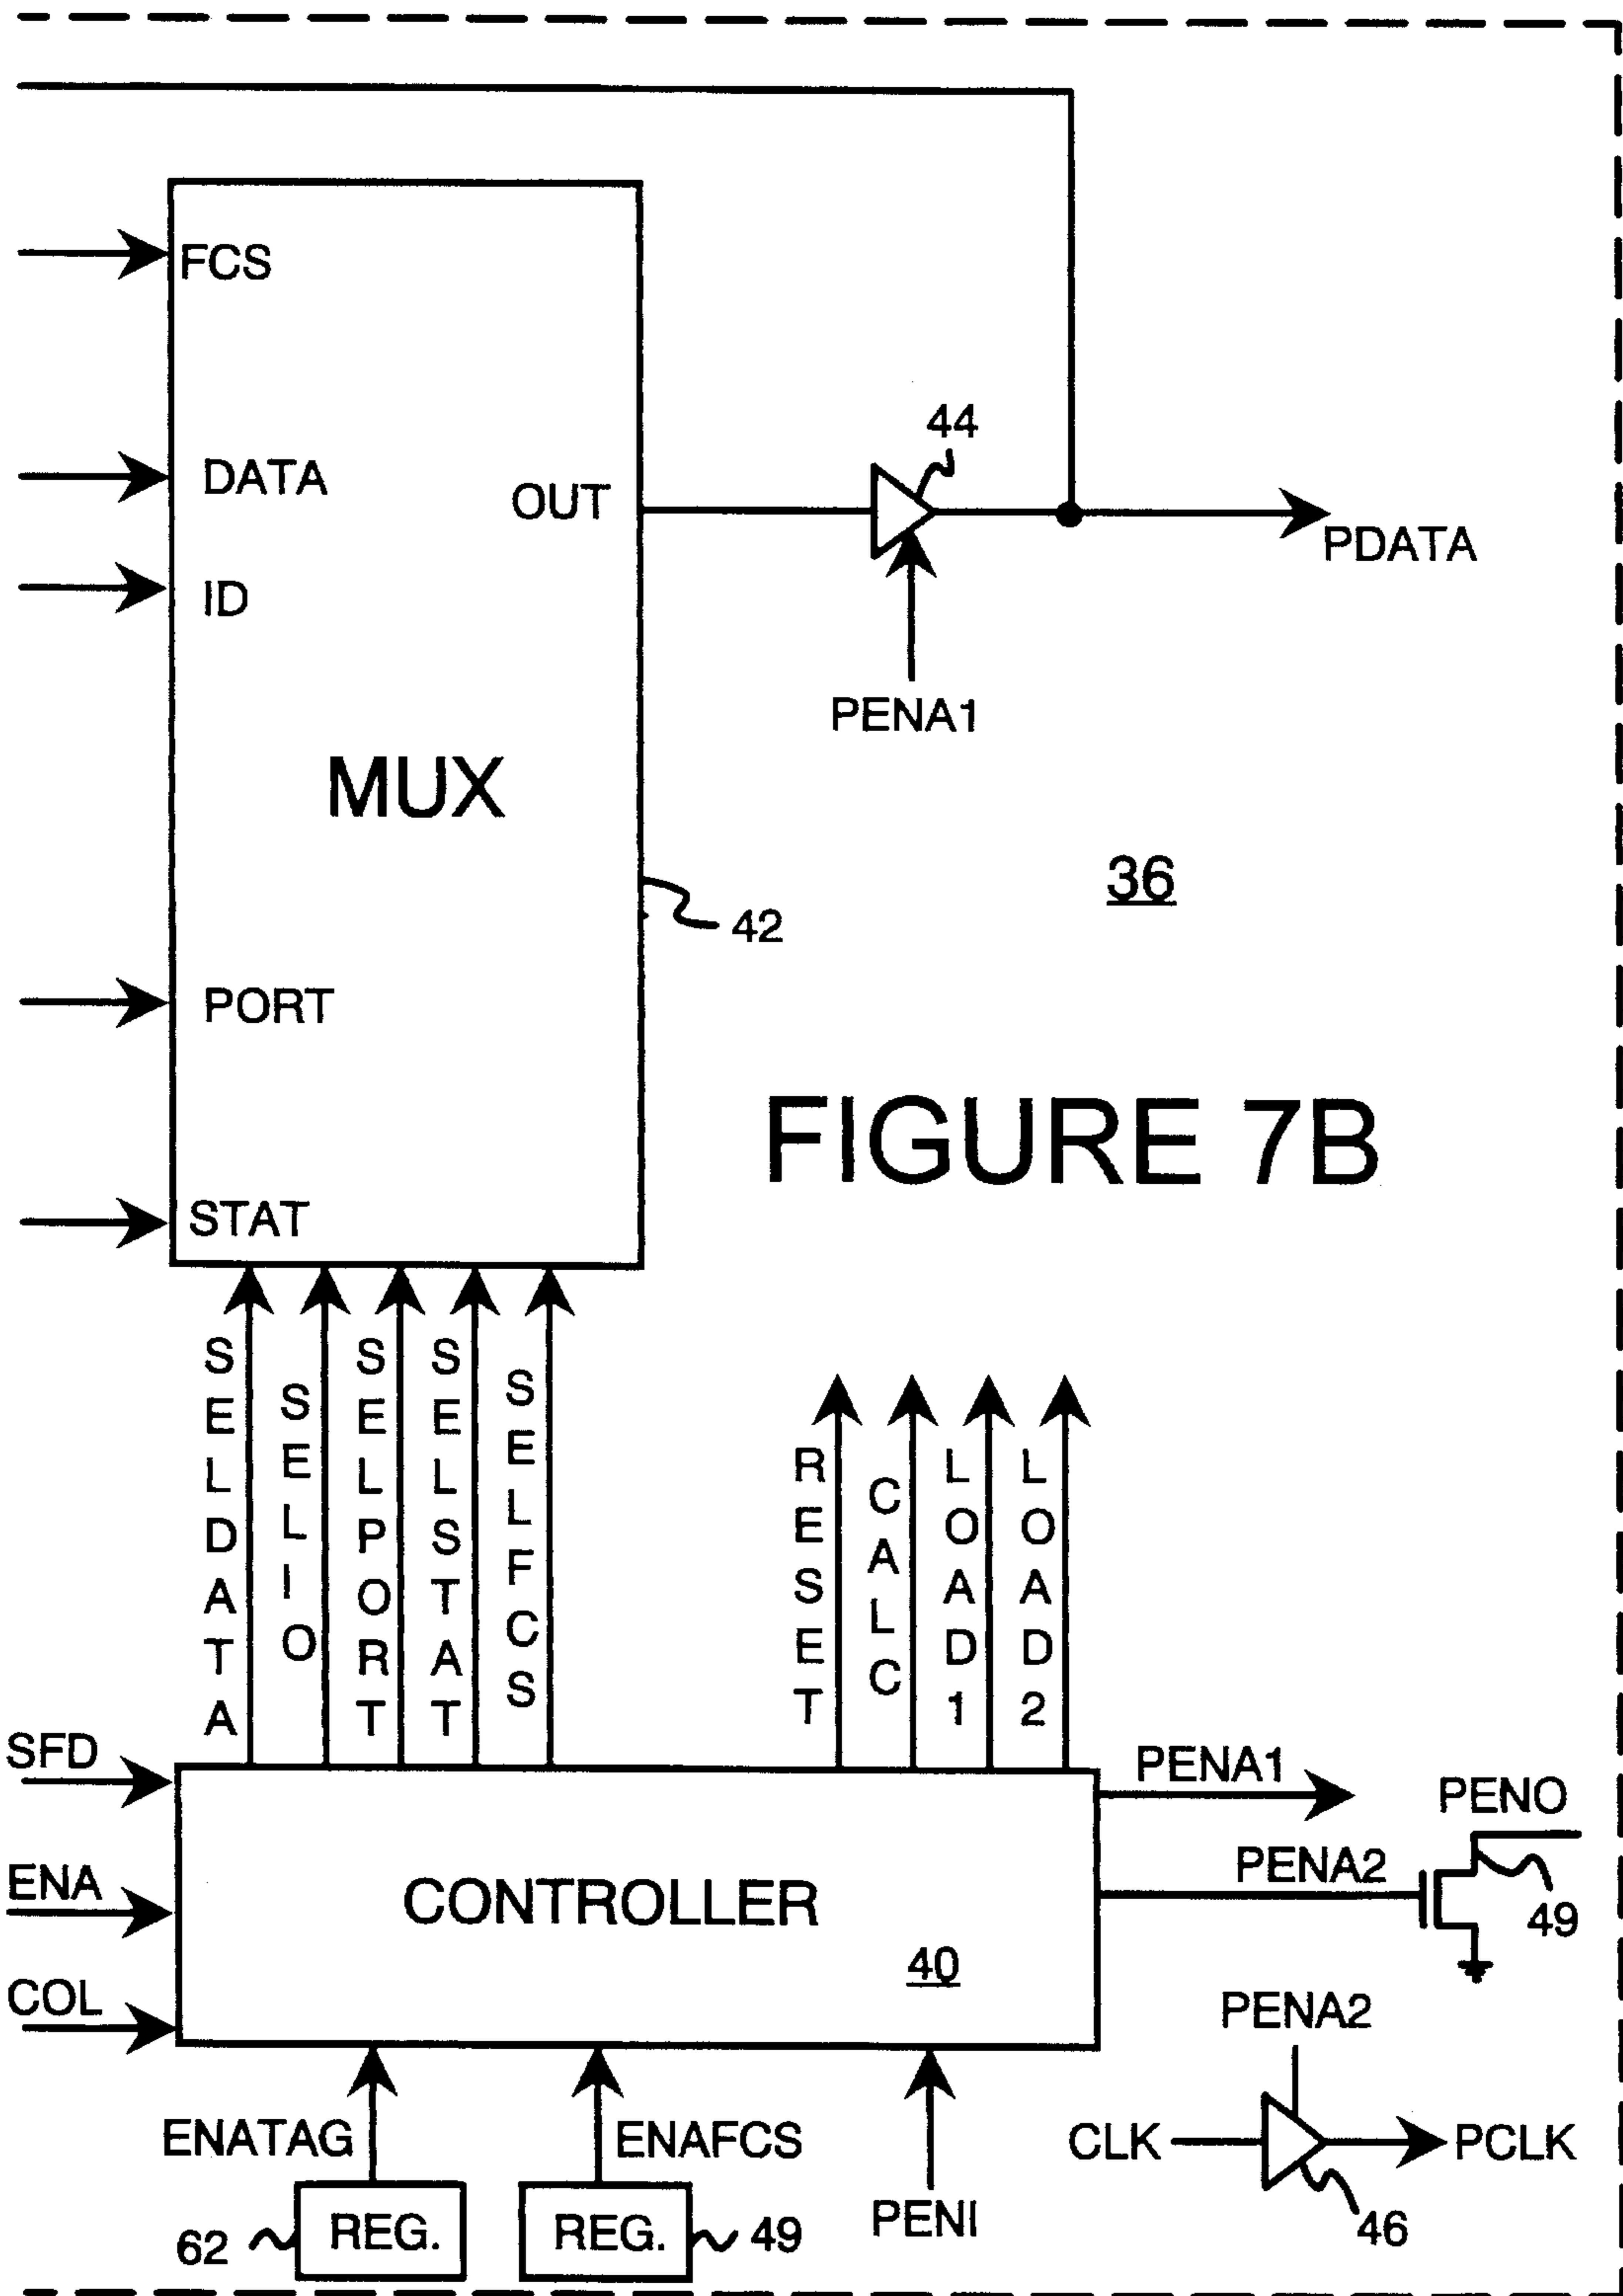 FCS
44
DATA
OUT
PDATA
ID
PENA1
MUX
36
42
PORT
FIGURE 7B
STAT
SELDATA
SELIO
SELPORT
SELSTAT
SELFCS
RESET
CALC
LOAD1
LOAD2
SFD
PENA1
PENO
ENA
PENA2
CONTROLLER
49
40
COL
PENA2
ENATAG
ENAFCS
CLK
PCLK
PENI
62
REG.
REG.
49
46